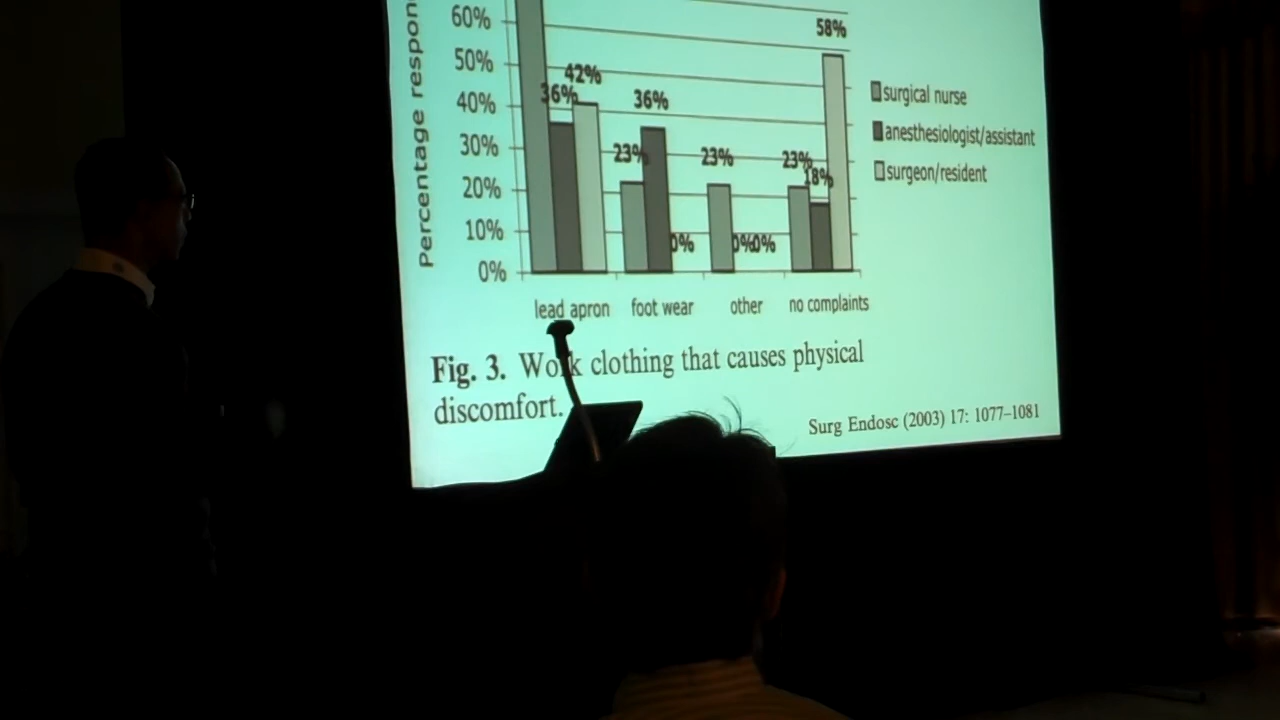 Percentage respon
60%
50%
40%
30%
20%
10%
0%
36%
42%
23%
36%
0%
23%
0%
0%
23%
18%
58%
surgical nurse
anesthesiologist/assistant
surgeon/resident
lead apron
foot wear
other
no complaints
Fig. 3. Work clothing that causes physical
discomfort.
Surg Endosc (2003) 17: 1077–1081